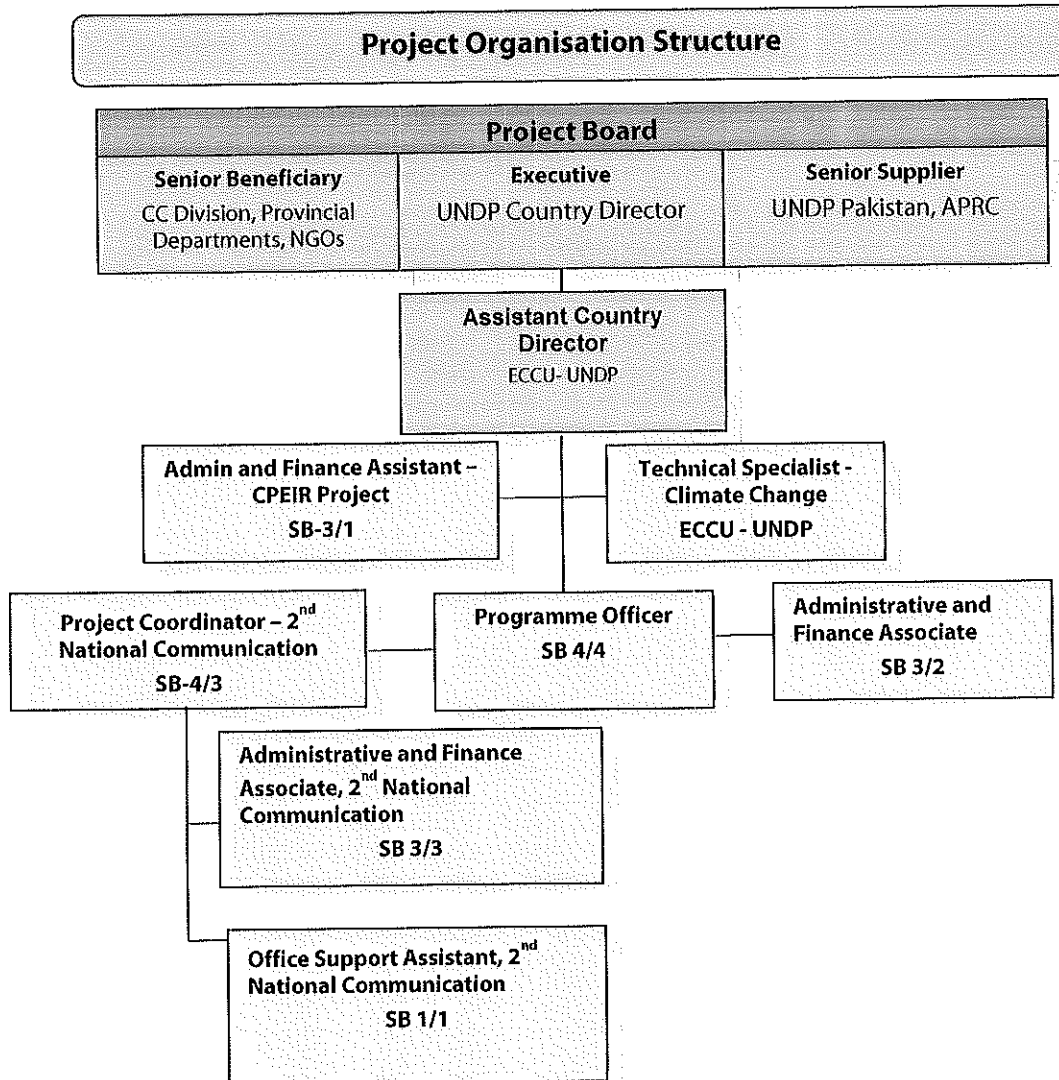 Project Organisation Structure
Project Board
Senior Beneficiary
CC Division, Provincial
Departments, NGOs
Executive
UNDP Country Director
Senior Supplier
UNDP Pakistan, APRC
Assistant Country
Director
ECCU- UNDP
Admin and Finance Assistant –
CPEIR Project
SB-3/1
Technical Specialist -
Climate Change
ECCU - UNDP
Project Coordinator – 2nd
National Communication
SB-4/3
Programme Officer
SB 4/4
Administrative and
Finance Associate
SB 3/2
Administrative and Finance
Associate, 2nd National
Communication
SB 3/3
Office Support Assistant, 2nd
National Communication
SB 1/1